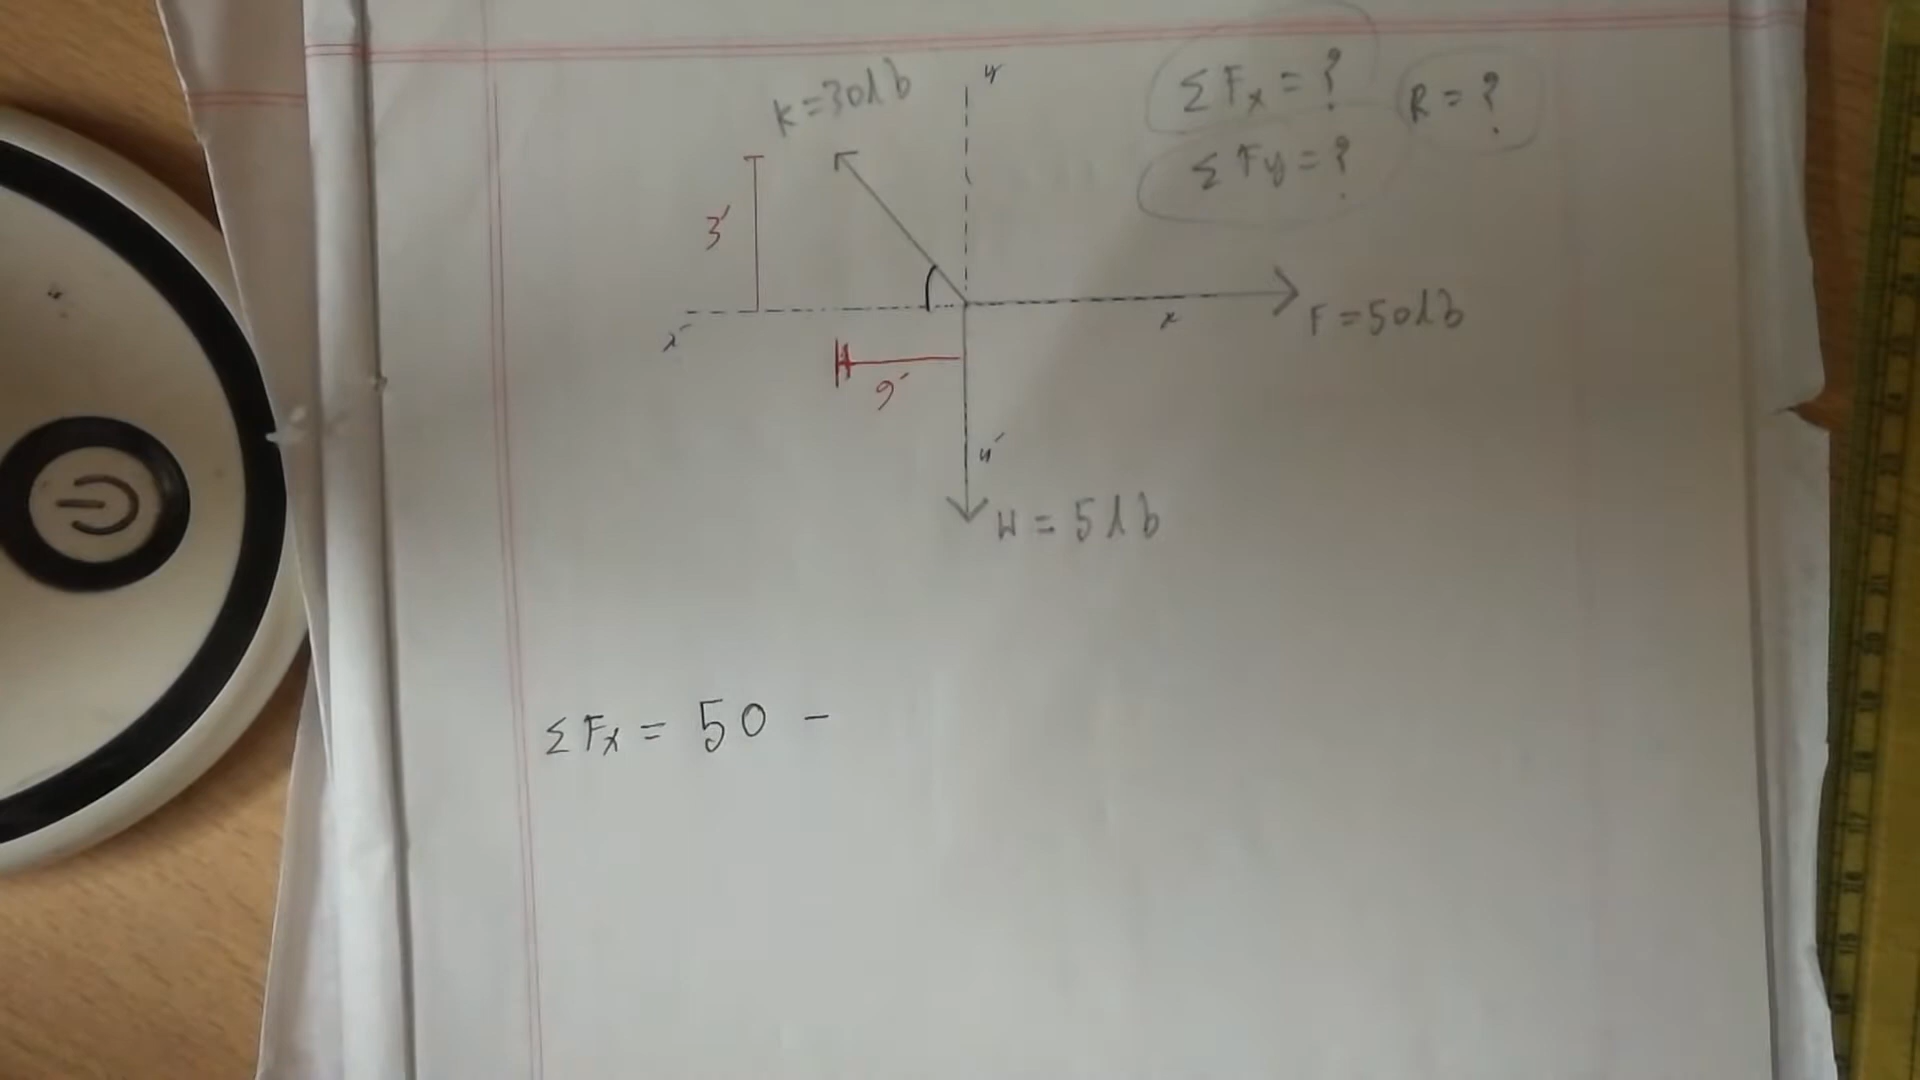 K=30lb
y
ΣFx = ?
R = ?
ΣFy = ?
3'
x'
x
F=50lb
9'
y'
W = 5lb
ΣFx = 50 -